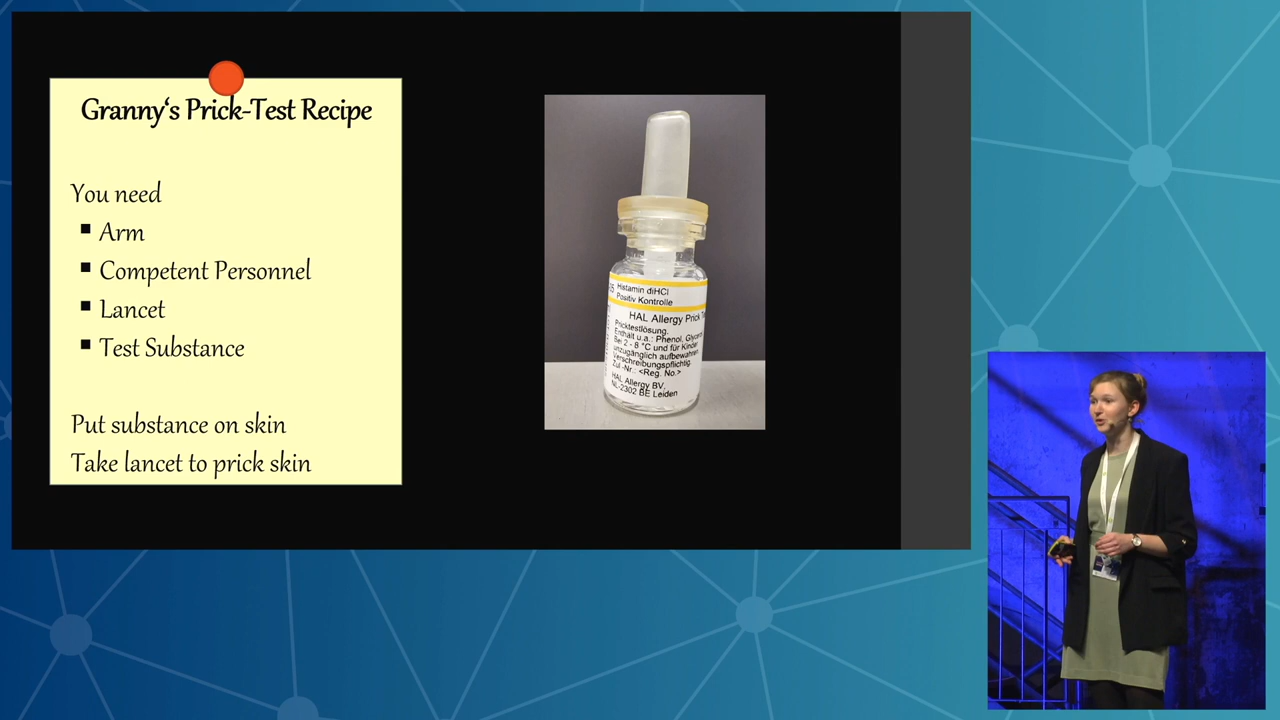 Granny's Prick-Test Recipe
You need
▪ Arm
▪ Competent Personnel
▪ Lancet
▪ Test Substance
Put substance on skin
Take lancet to prick skin
Histamin diHCl
Positiv Kontrolle
HAL Allergy Prick
Pricktestlösung.
Enthält u.a.: Phenol,
Bei 2 - 8 °C und für Kinder
unzugänglich aufbewahren
Verschreibungspflichtig.
Zul.-Nr.: <Reg. No.>
HAL Allergy BV,
NL-2302 BE Leiden